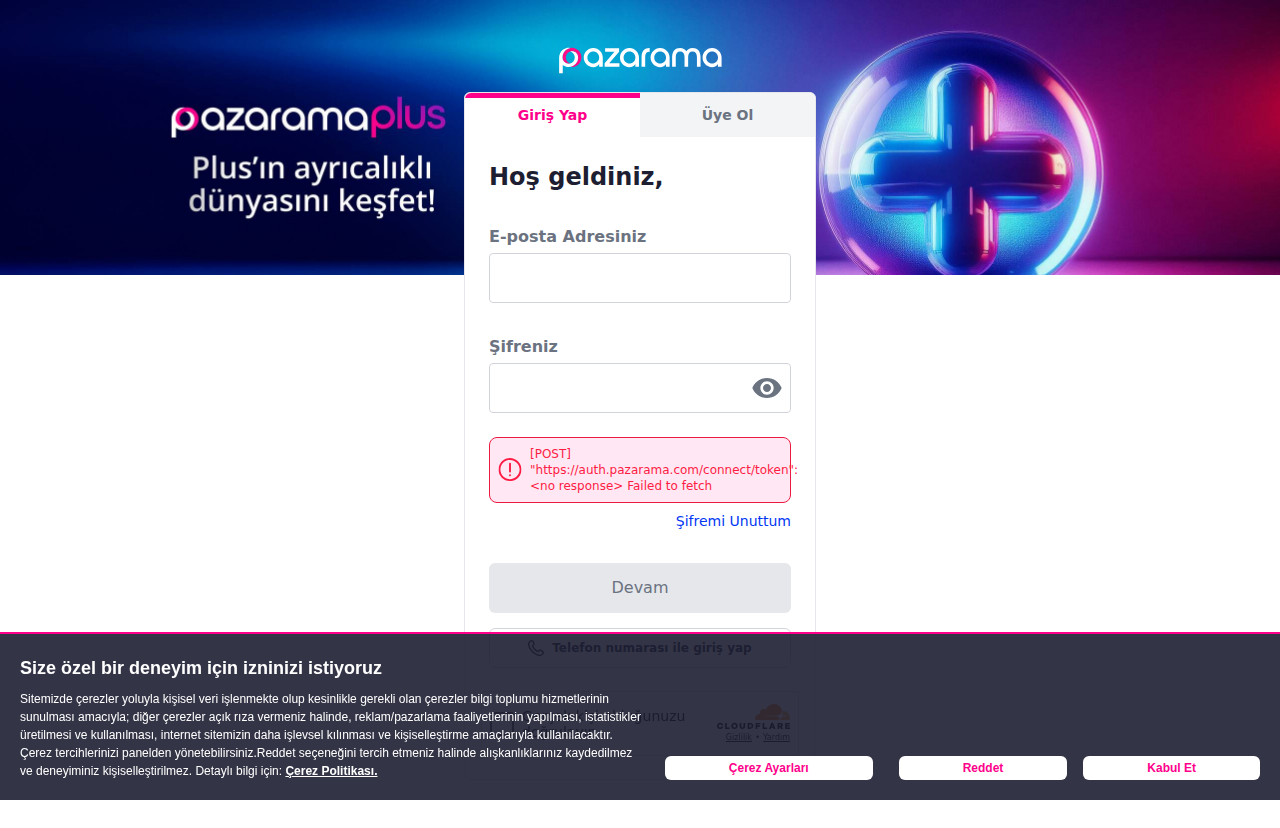 pazarama
pazaramaplus
Plus'ın ayrıcalıklı
dünyasını keşfet!
Giriş Yap
Üye Ol
Hoş geldiniz,
E-posta Adresiniz
Şifreniz
[POST]
"https://auth.pazarama.com/connect/token":
<no response> Failed to fetch
Şifremi Unuttum
Devam
Telefon numarası ile giriş yap
CLOUDFLARE
Gizlilik • Yardım
Size özel bir deneyim için izninizi istiyoruz
Sitemizde çerezler yoluyla kişisel veri işlenmekte olup kesinlikle gerekli olan çerezler bilgi toplumu hizmetlerinin
sunulması amacıyla; diğer çerezler açık rıza vermeniz halinde, reklam/pazarlama faaliyetlerinin yapılması, istatistikler
üretilmesi ve kullanılması, internet sitemizin daha işlevsel kılınması ve kişiselleştirme amaçlarıyla kullanılacaktır.
Çerez tercihlerinizi panelden yönetebilirsiniz.Reddet seçeneğini tercih etmeniz halinde alışkanlıklarınız kaydedilmez
ve deneyiminiz kişiselleştirilmez. Detaylı bilgi için: Çerez Politikası.
Çerez Ayarları
Reddet
Kabul Et